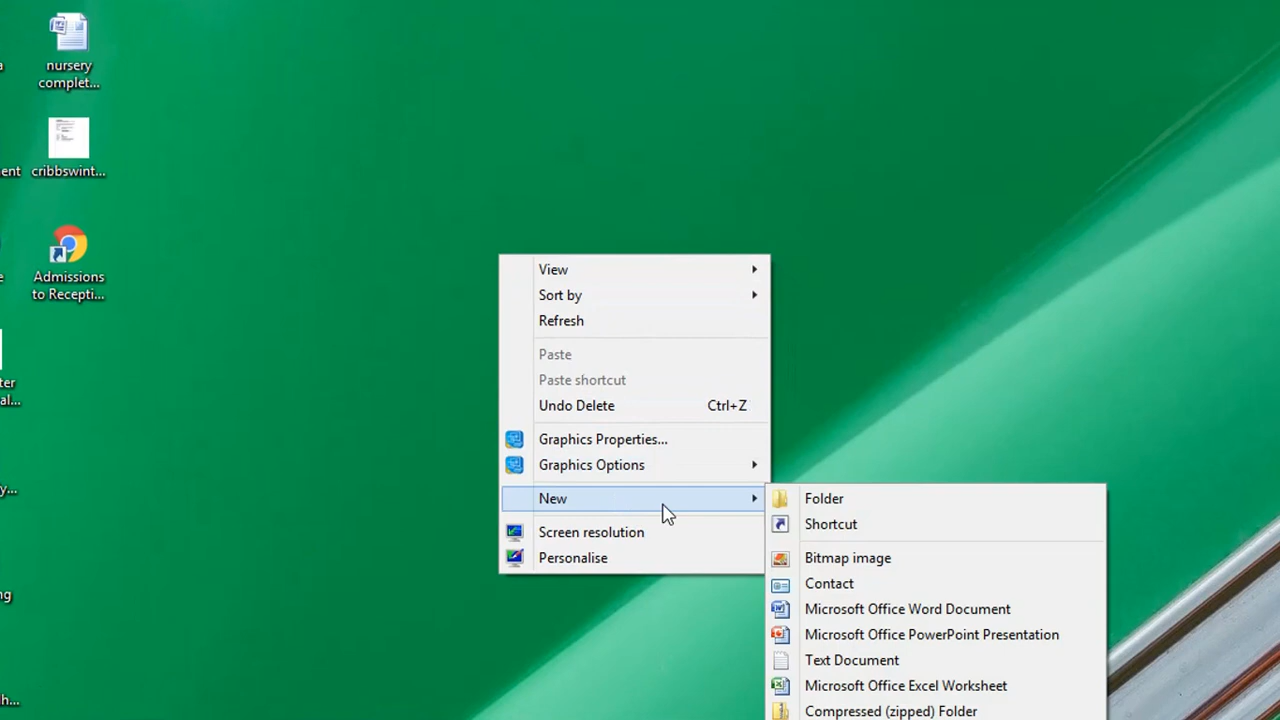 nursery
complet...
cribbswint...
ent
Admissions
to Recepti...
View
Sort by
Refresh
Paste
Paste shortcut
Undo Delete Ctrl+Z
Graphics Properties...
Graphics Options
New
Screen resolution
Personalise
Folder
Shortcut
Bitmap image
Contact
Microsoft Office Word Document
Microsoft Office PowerPoint Presentation
Text Document
Microsoft Office Excel Worksheet
Compressed (zipped) Folder
a
e
ter
al...
y...
ng
h...